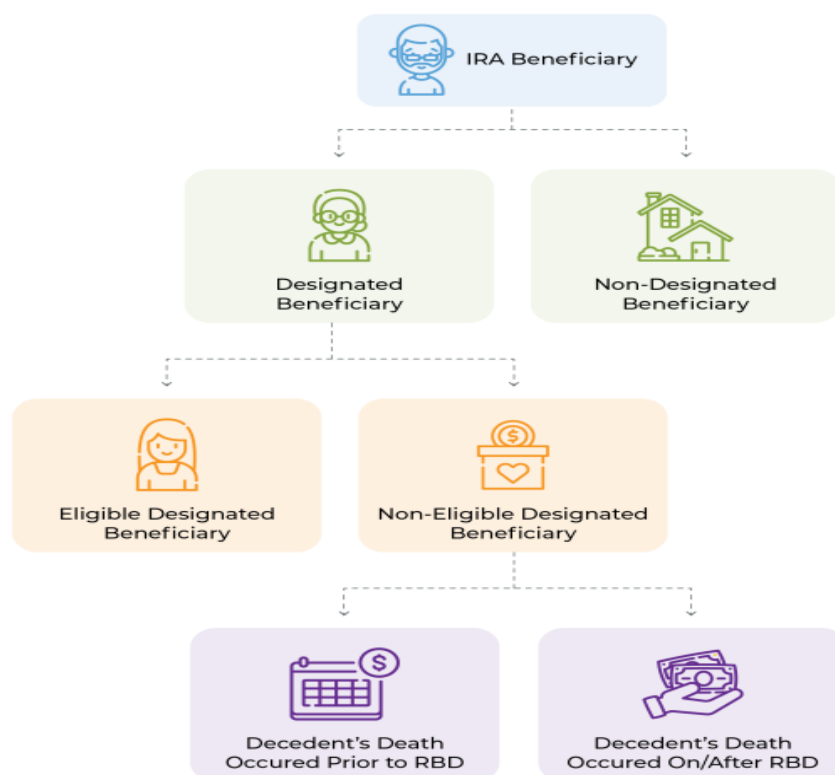 IRA Beneficiary
Designated
Beneficiary
Non-Designated
Beneficiary
Eligible Designated
Beneficiary
Non-Eligible Designated
Beneficiary
Decedent’s Death
Occured Prior to RBD
Decedent’s Death
Occured On/After RBD